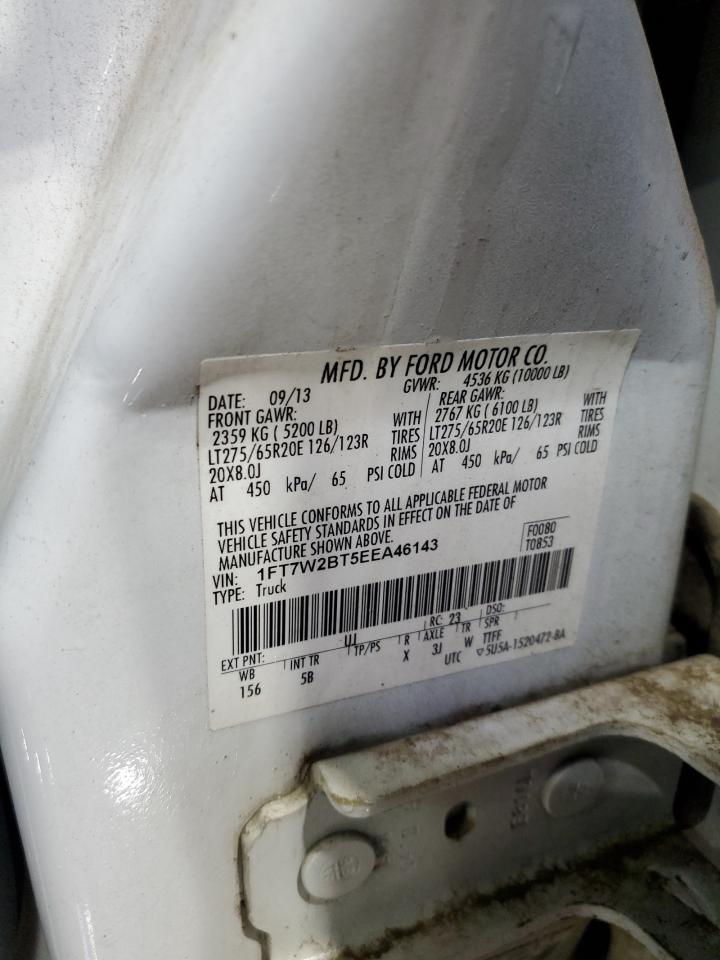 MFD. BY FORD MOTOR CO.
DATE: 09/13 GVWR: 4536 KG (10000 LB)
FRONT GAWR: REAR GAWR:
2359 KG ( 5200 LB) WITH 2767 KG ( 6100 LB) WITH
LT275/65R20E 126/123R TIRES LT275/65R20E 126/123R TIRES
20X8.0J RIMS 20X8.0J RIMS
AT 450 kPa/ 65 PSI COLD AT 450 kPa/ 65 PSI COLD
THIS VEHICLE CONFORMS TO ALL APPLICABLE FEDERAL MOTOR
VEHICLE SAFETY STANDARDS IN EFFECT ON THE DATE OF
MANUFACTURE SHOWN ABOVE.
VIN: 1FT7W2BT5EEA46143
TYPE: Truck
F0080
T0853
EXT PNT: UJ RC: 23 DSO:
WB INT TR TP/PS R AXLE TR SPR
156 5B X 3J W TTFF
UTC ▽5U5A-1520472-BA